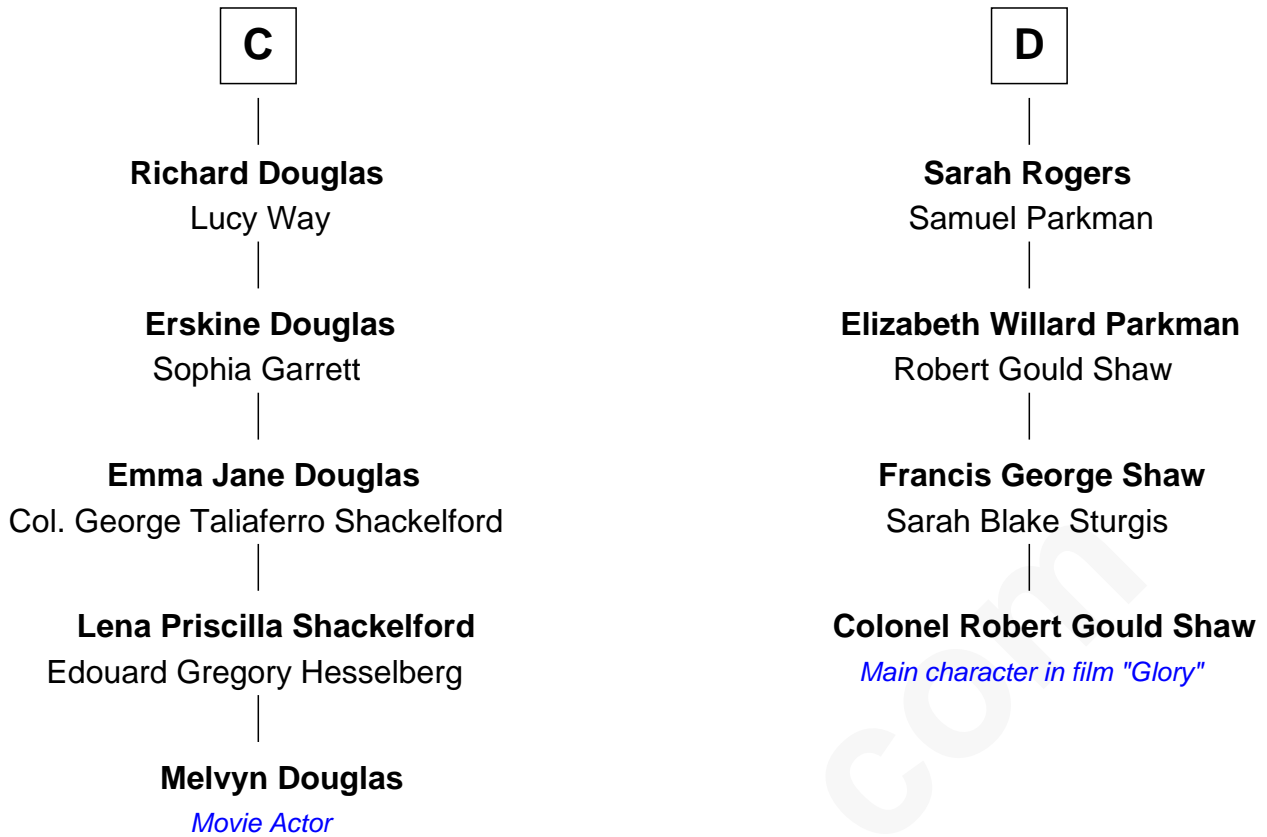 C
Richard Douglas
Lucy Way
Erskine Douglas
Sophia Garrett
Emma Jane Douglas
Col. George Taliaferro Shackelford
Lena Priscilla Shackelford
Edouard Gregory Hesselberg
Melvyn Douglas
Movie Actor
D
Sarah Rogers
Samuel Parkman
Elizabeth Willard Parkman
Robert Gould Shaw
Francis George Shaw
Sarah Blake Sturgis
Colonel Robert Gould Shaw
Main character in film "Glory"
com